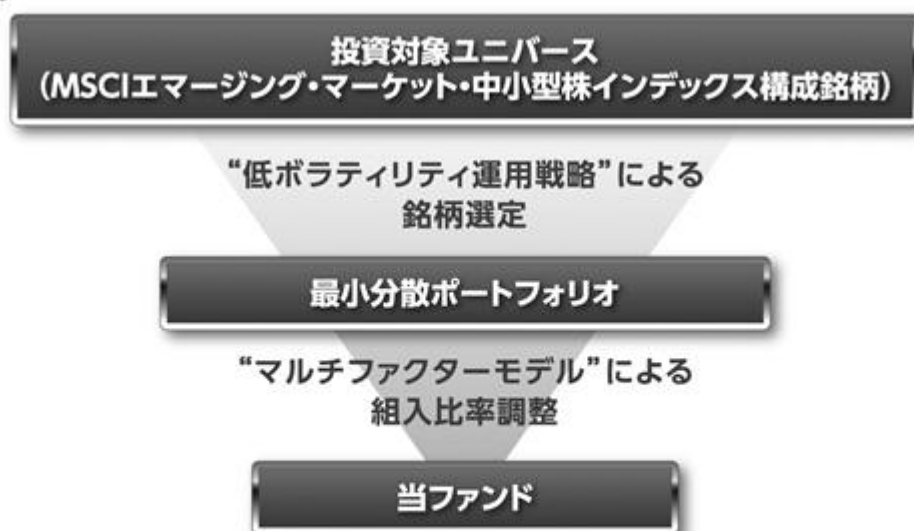 投資対象ユニバース
(MSCIエマージング・マーケット・中小型株インデックス構成銘柄)
“低ボラティリティ運用戦略”による
銘柄選定
最小分散ポートフォリオ
“マルチファクターモデル”による
組入比率調整
当ファンド